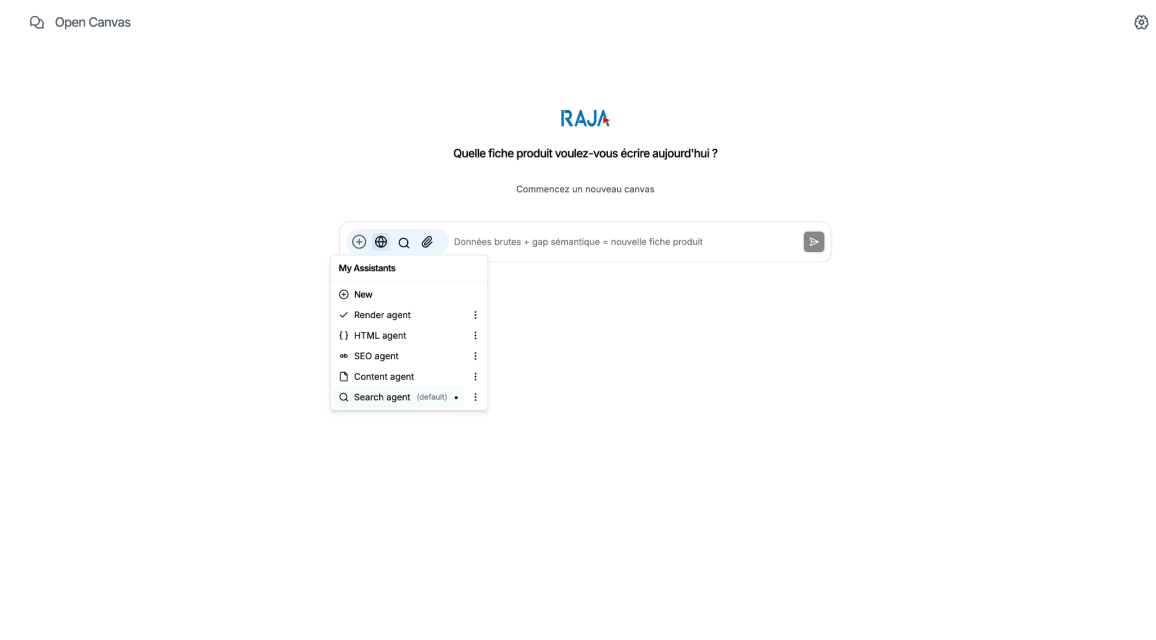 Open Canvas
RAJA
Quelle fiche produit voulez-vous écrire aujourd'hui ?
Commencez un nouveau canvas
Données brutes + gap sémantique = nouvelle fiche produit
My Assistants
New
Render agent
HTML agent
SEO agent
Content agent
Search agent (default)